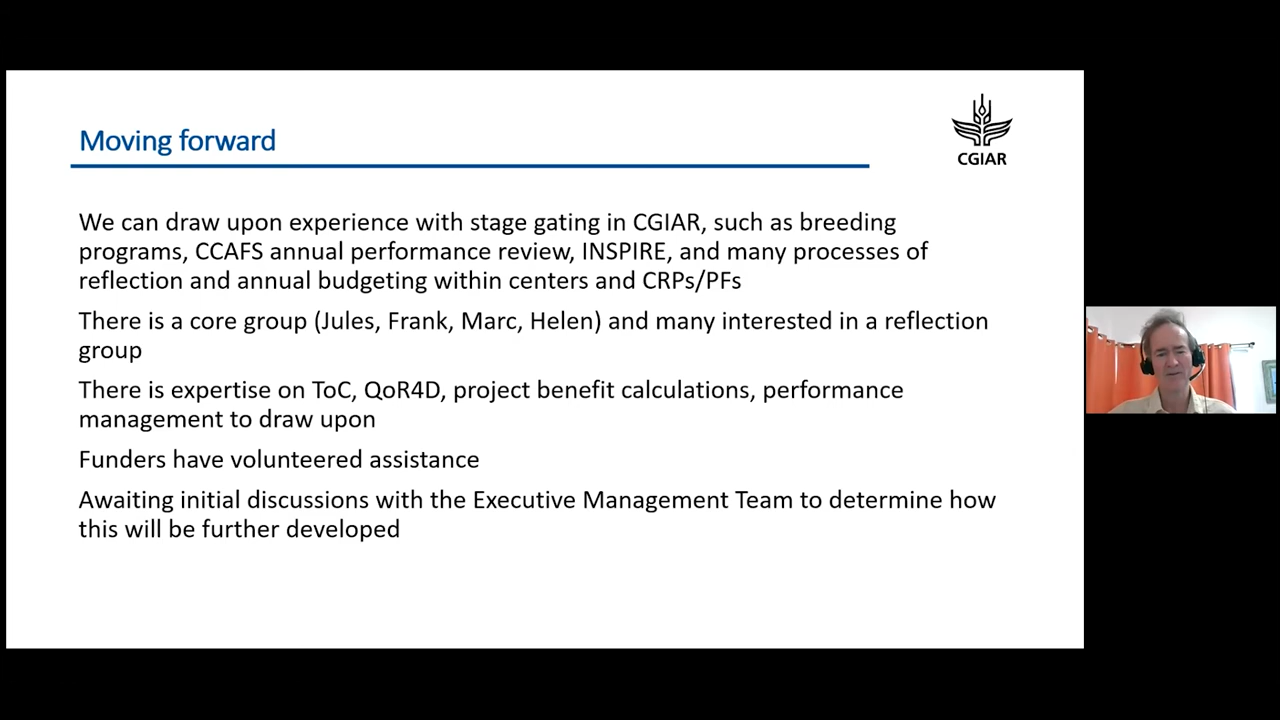 Moving forward
CGIAR
We can draw upon experience with stage gating in CGIAR, such as breeding
programs, CCAFS annual performance review, INSPIRE, and many processes of
reflection and annual budgeting within centers and CRPs/PFs
There is a core group (Jules, Frank, Marc, Helen) and many interested in a reflection
group
There is expertise on ToC, QoR4D, project benefit calculations, performance
management to draw upon
Funders have volunteered assistance
Awaiting initial discussions with the Executive Management Team to determine how
this will be further developed